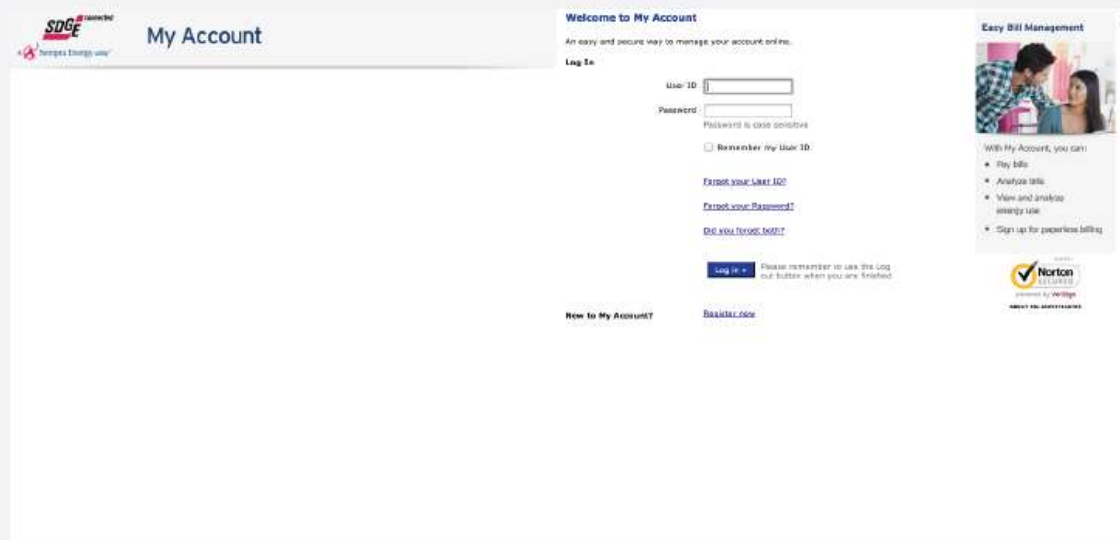 SDGE connected
A Sempra Energy utility
My Account
Welcome to My Account
An easy and secure way to manage your account online.
Log In
User ID
Password
Password is case sensitive
Remember my User ID
Forgot your User ID?
Forgot your Password?
Did you forget both?
Log in
Please remember to use the Log
out button when you are finished.
New to My Account?
Register now
Easy Bill Management
With My Account, you can:
Pay bills
Analyze bills
View and analyze
energy use
Sign up for paperless billing
Norton
SECURED
powered by VeriSign
ABOUT SSL CERTIFICATES